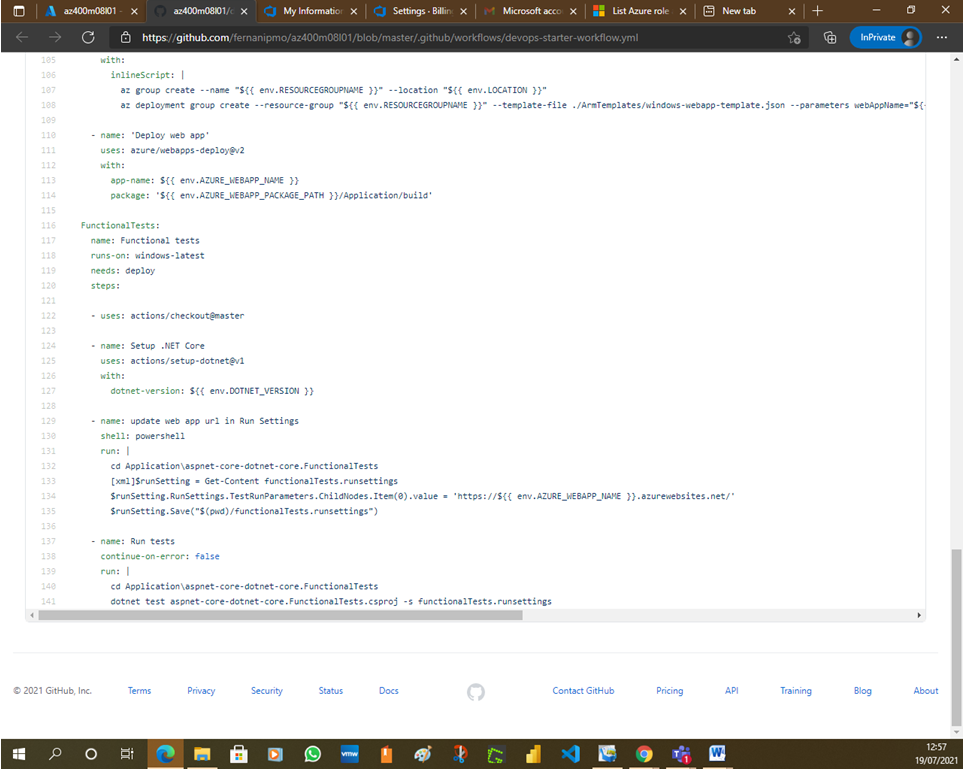 az400m08l01 -
az400m08l01/c
My Information
Settings - Billin
Microsoft acco
List Azure role
New tab
https://github.com/fernanipmo/az400m08l01/blob/master/.github/workflows/devops-starter-workflow.yml
InPrivate
105 with:
106 inlineScript: |
107 az group create --name "${{ env.RESOURCEGROUPNAME }}" --location "${{ env.LOCATION }}"
108 az deployment group create --resource-group "${{ env.RESOURCEGROUPNAME }}" --template-file ./ArmTemplates/windows-webapp-template.json --parameters webAppName="${
109
110 - name: 'Deploy web app'
111 uses: azure/webapps-deploy@v2
112 with:
113 app-name: ${{ env.AZURE_WEBAPP_NAME }}
114 package: '${{ env.AZURE_WEBAPP_PACKAGE_PATH }}/Application/build'
115
116 FunctionalTests:
117 name: Functional tests
118 runs-on: windows-latest
119 needs: deploy
120 steps:
121
122 - uses: actions/checkout@master
123
124 - name: Setup .NET Core
125 uses: actions/setup-dotnet@v1
126 with:
127 dotnet-version: ${{ env.DOTNET_VERSION }}
128
129 - name: update web app url in Run Settings
130 shell: powershell
131 run: |
132 cd Application\aspnet-core-dotnet-core.FunctionalTests
133 [xml]$runSetting = Get-Content functionalTests.runsettings
134 $runSetting.RunSettings.TestRunParameters.ChildNodes.Item(0).value = 'https://${{ env.AZURE_WEBAPP_NAME }}.azurewebsites.net/'
135 $runSetting.Save("$(pwd)/functionalTests.runsettings")
136
137 - name: Run tests
138 continue-on-error: false
139 run: |
140 cd Application\aspnet-core-dotnet-core.FunctionalTests
141 dotnet test aspnet-core-dotnet-core.FunctionalTests.csproj -s functionalTests.runsettings
© 2021 GitHub, Inc. Terms Privacy Security Status Docs Contact GitHub Pricing API Training Blog About
vmw
12:57
19/07/2021